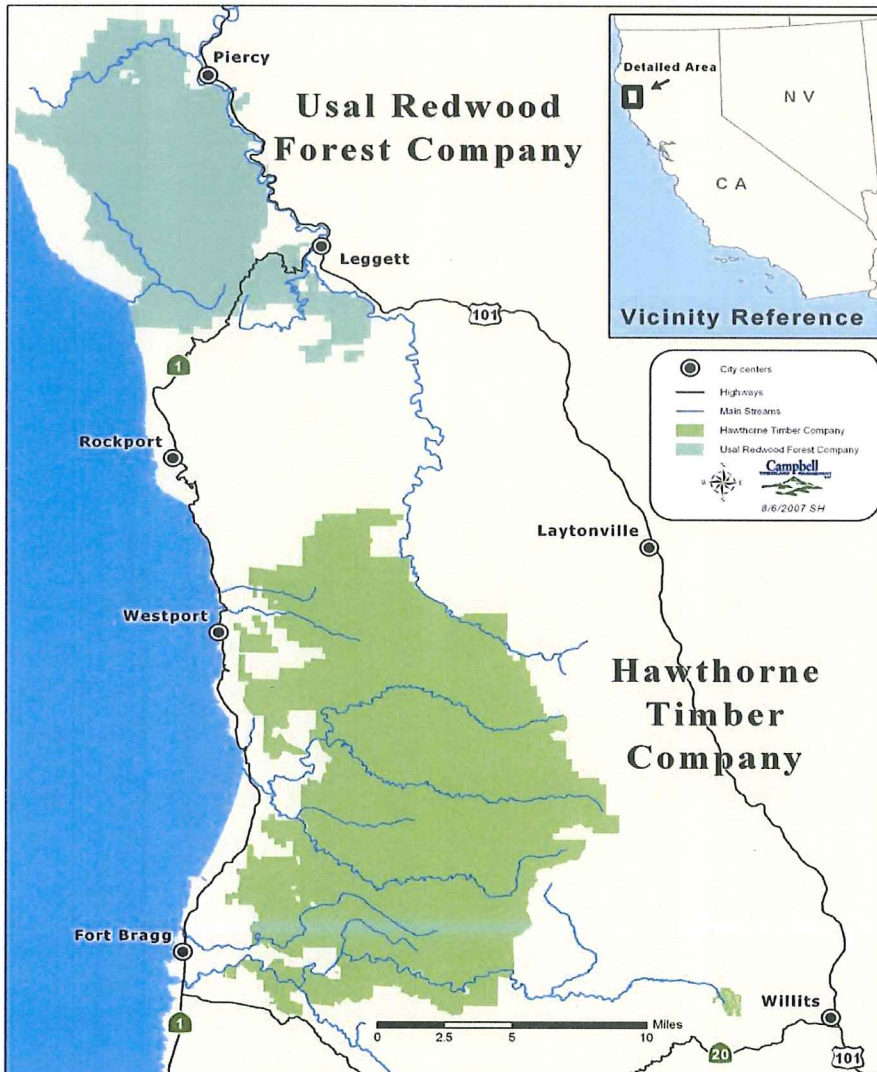 Piercy
Usal Redwood
Forest Company
Leggett
101
1
Rockport
Laytonville
Westport
Hawthorne
Timber
Company
Fort Bragg
Willits
1
20
101
0 2.5 5 10
Miles
Detailed Area
NV
CA
Vicinity Reference
City centers
Highways
Main Streams
Hawthorne Timber Company
Usal Redwood Forest Company
N
W E
S
Campbell
TIMBERLAND MANAGEMENT
8/6/2007 SH